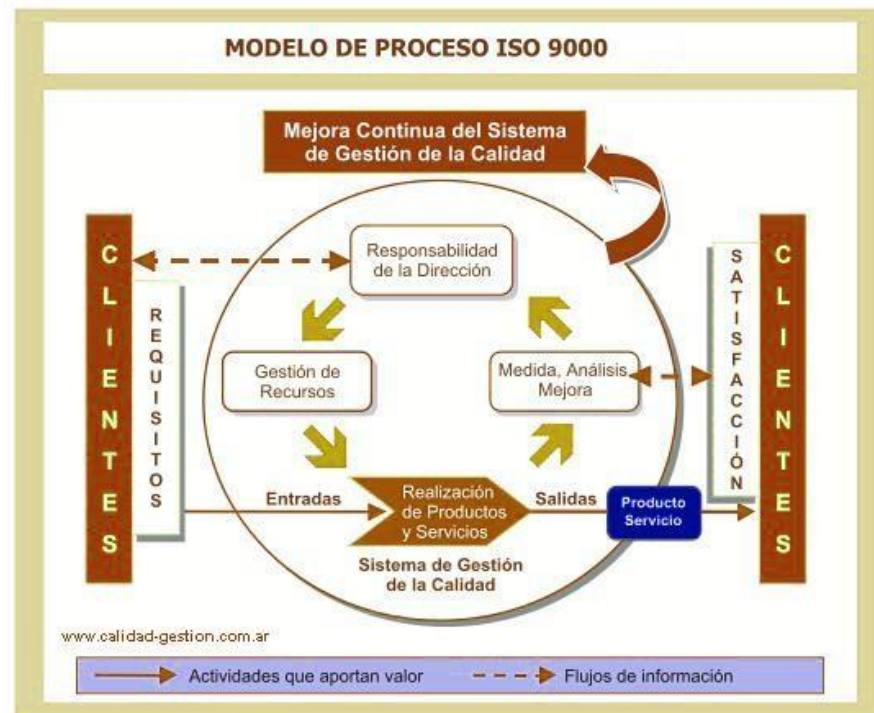 MODELO DE PROCESO ISO 9000
Mejora Continua del Sistema
de Gestión de la Calidad
CLIENTES
REQUISITOS
Responsabilidad
de la Dirección
Gestión de
Recursos
Medida, Análisis
Mejora
SATISFACCIÓN
CLIENTES
Entradas
Realización
de Productos
y Servicios
Salidas
Producto
Servicio
Sistema de Gestión
de la Calidad
www.calidad-gestion.com.ar
Actividades que aportan valor
Flujos de información